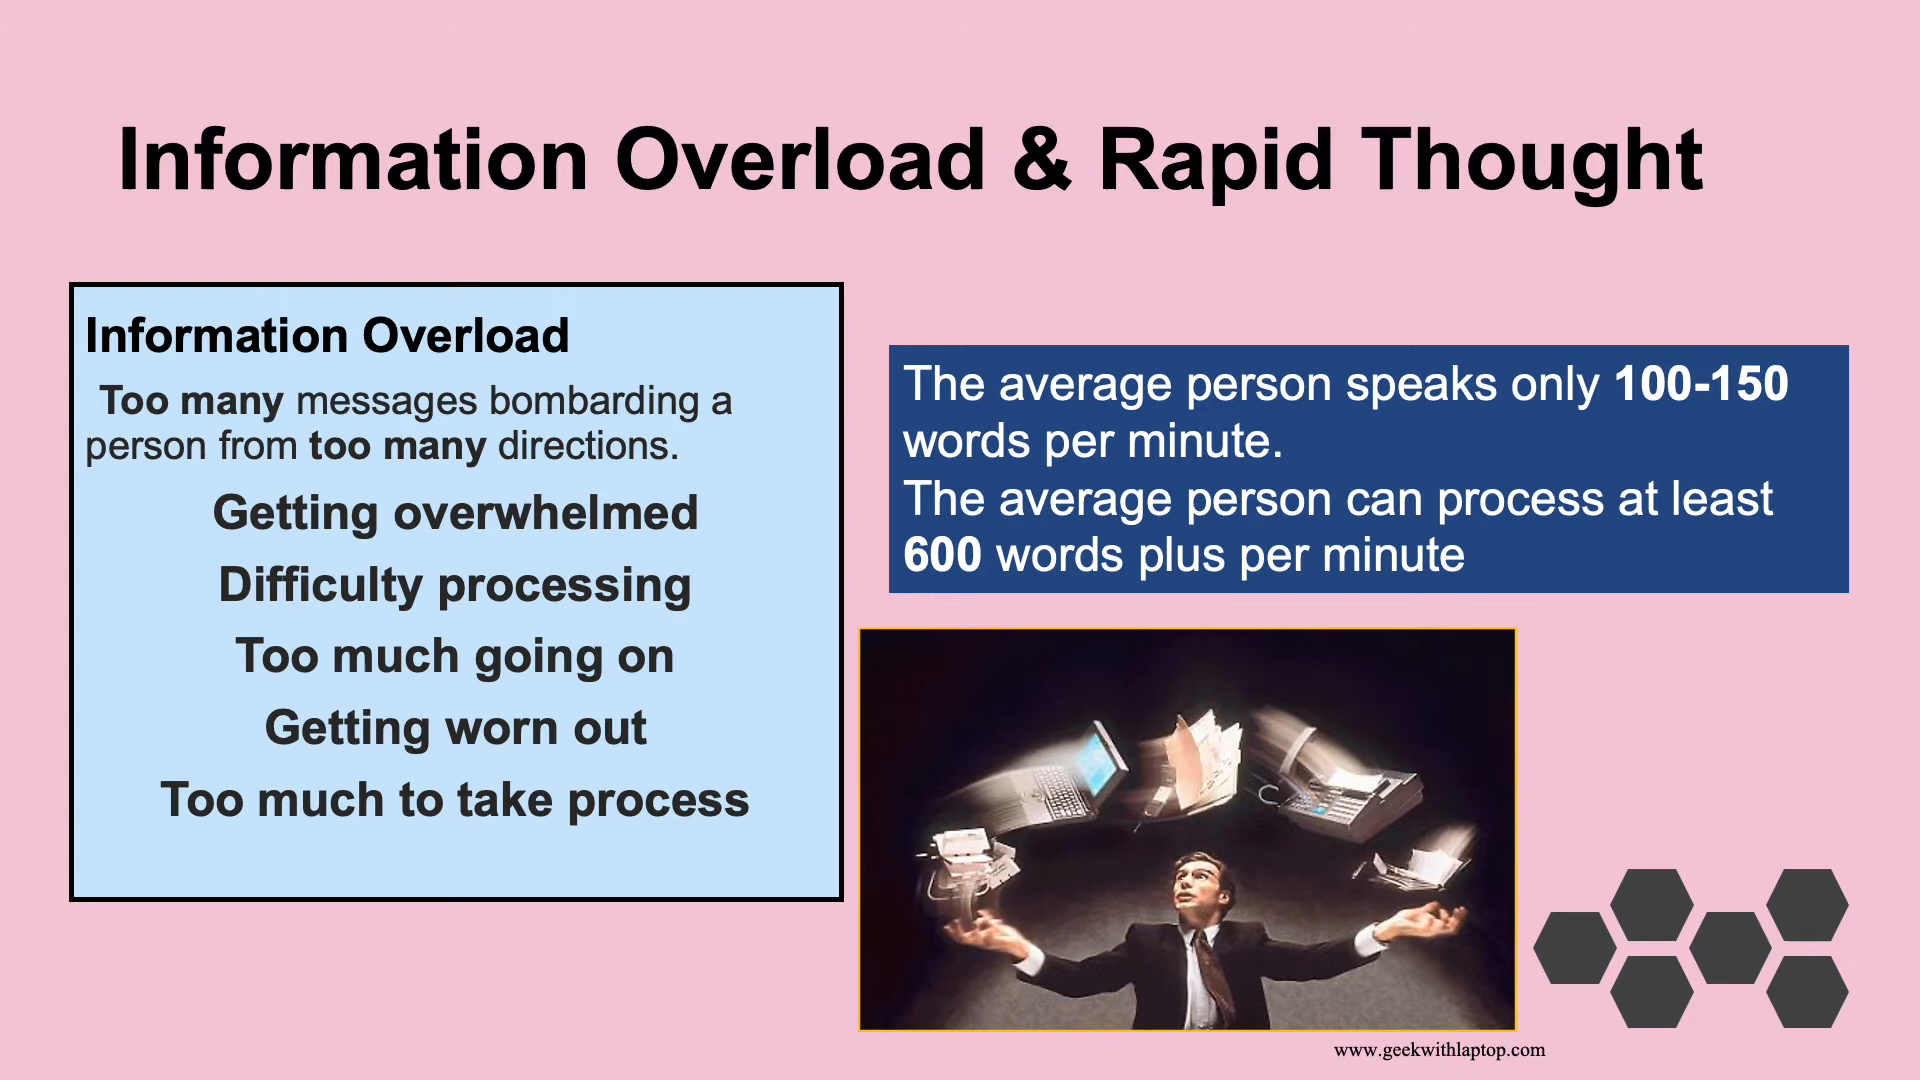 Information Overload & Rapid Thought
Information Overload
Too many messages bombarding a
person from too many directions.
Getting overwhelmed
Difficulty processing
Too much going on
Getting worn out
Too much to take process
The average person speaks only 100-150
words per minute.
The average person can process at least
600 words plus per minute
www.geekwithlaptop.com